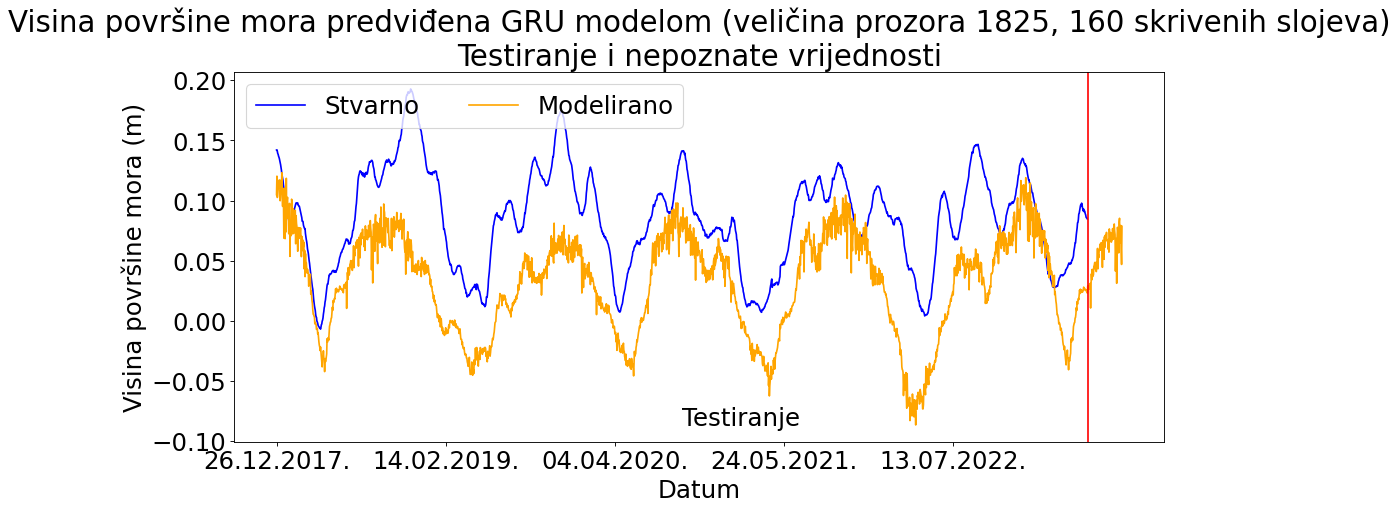 Visina površine mora predviđena GRU modelom (veličina prozora 1825, 160 skrivenih slojeva)
Testiranje i nepoznate vrijednosti
Stvarno
Modelirano
Visina površine mora (m)
0.20
0.15
0.10
0.05
0.00
−0.05
−0.10
Testiranje
26.12.2017.
14.02.2019.
04.04.2020.
24.05.2021.
13.07.2022.
Datum